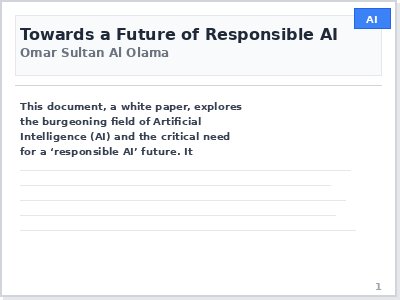 AI
Towards a Future of Responsible AI
Omar Sultan Al Olama
This document, a white paper, explores
the burgeoning field of Artificial
Intelligence (AI) and the critical need
for a ‘responsible AI’ future. It
1